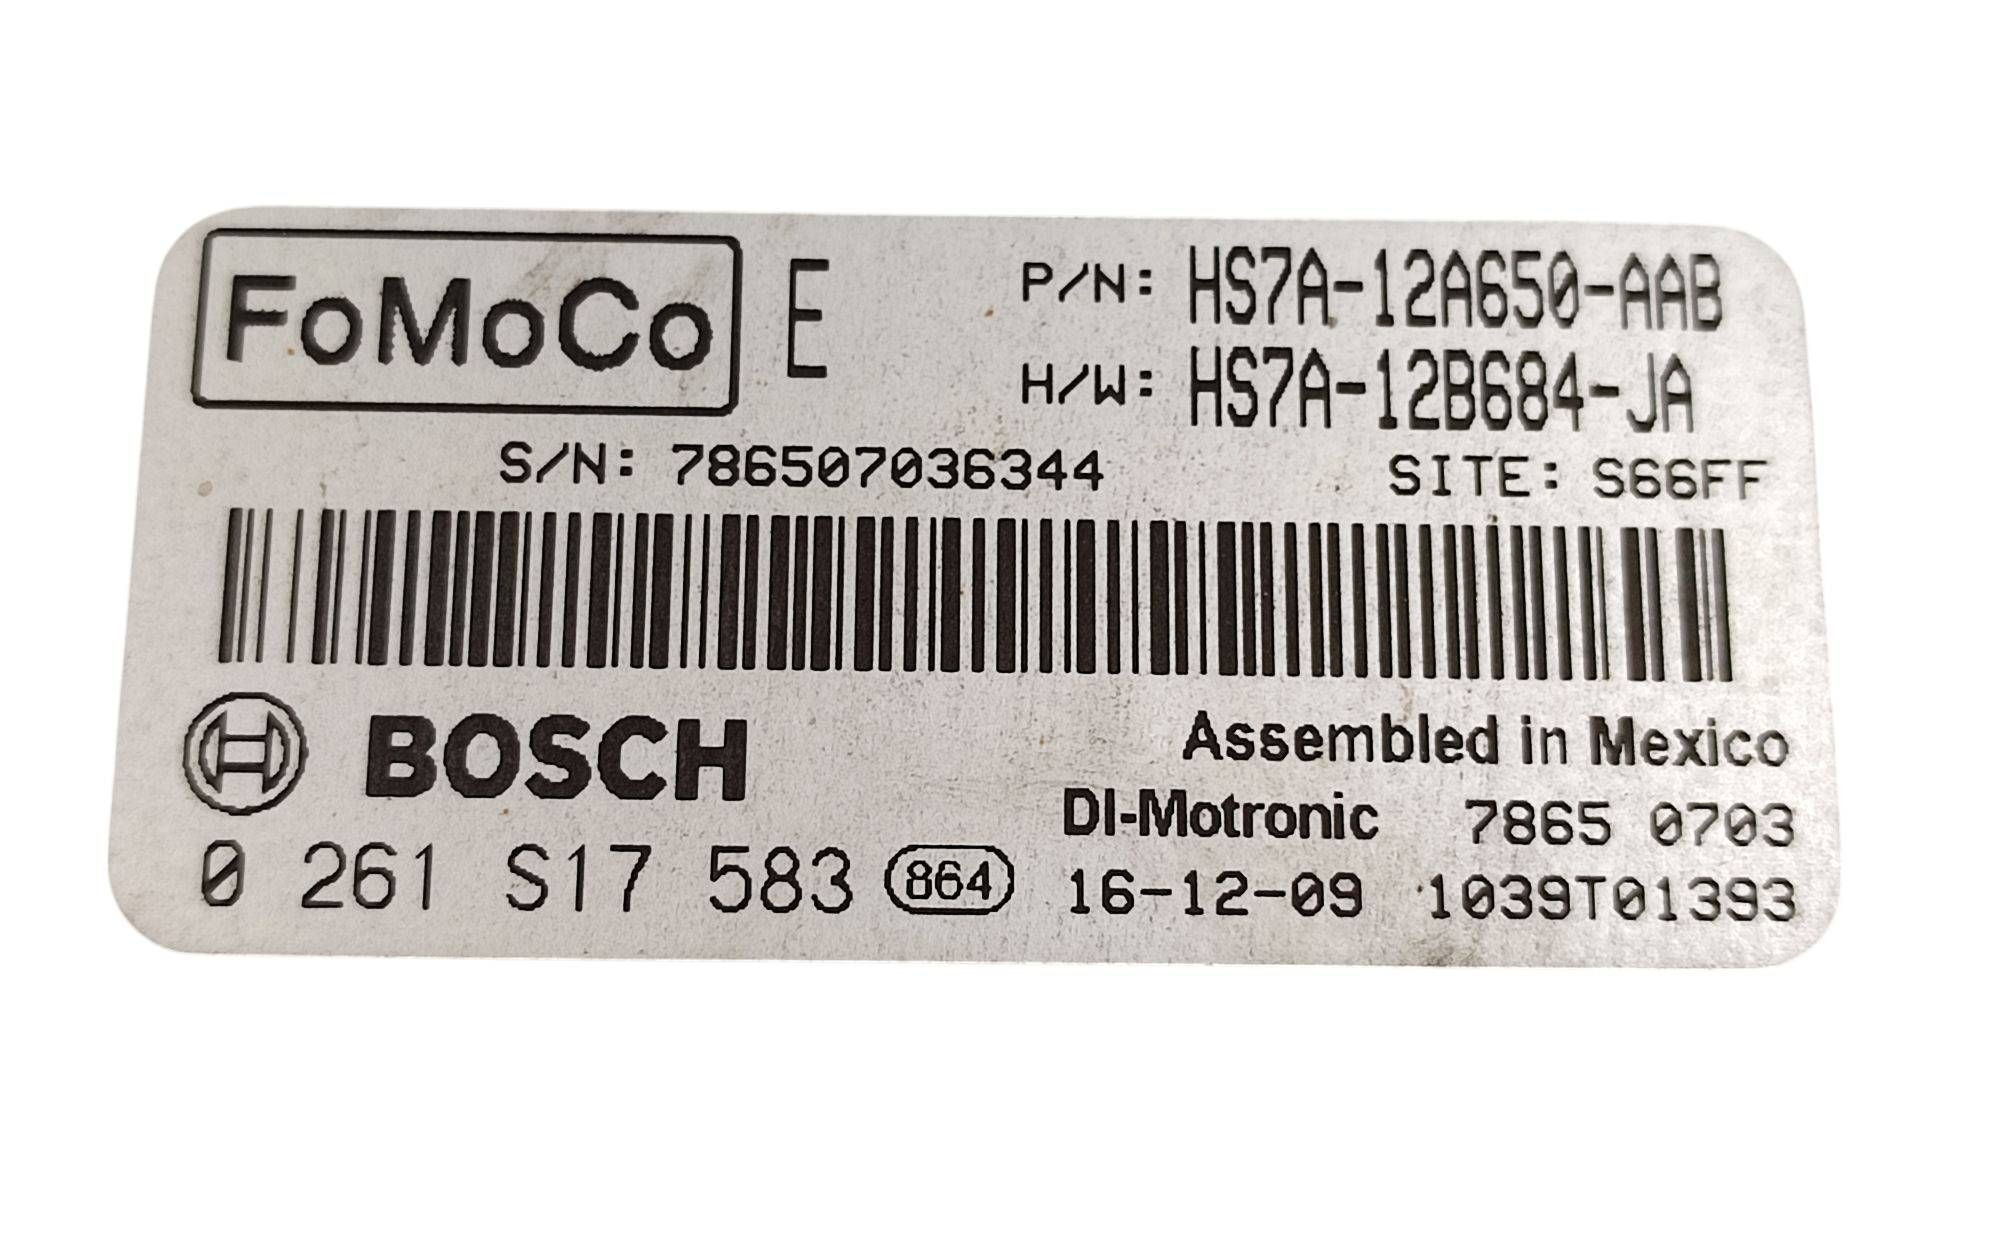 FoMoCo E P/N: HS7A-12A650-AAB
H/W: HS7A-12B684-JA
S/N: 786507036344 SITE: S66FF
BOSCH Assembled in Mexico
DI-Motronic 7865 0703
0 261 S17 583 864 16-12-09 1039T01393